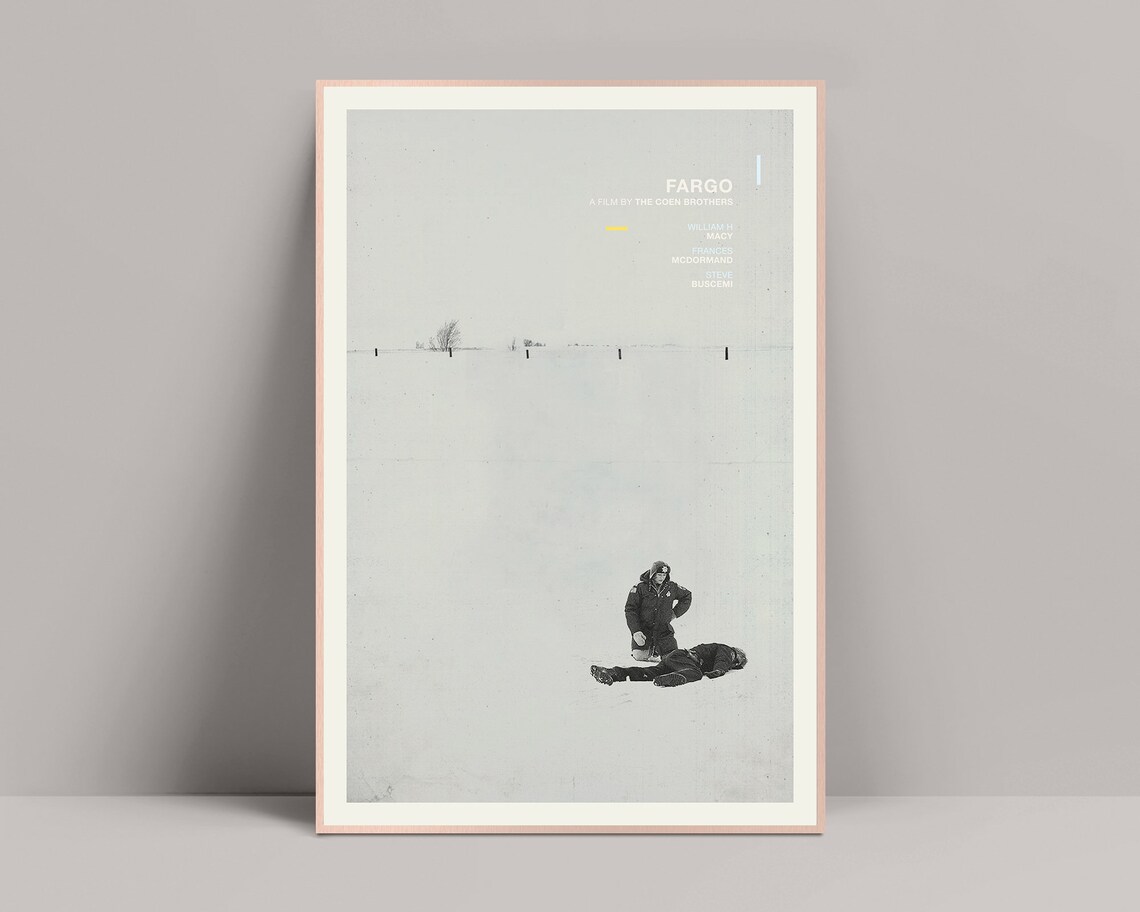 FARGO
A FILM BY THE COEN BROTHERS
WILLIAM H
MACY
FRANCES
MCDORMAND
STEVE
BUSCEMI